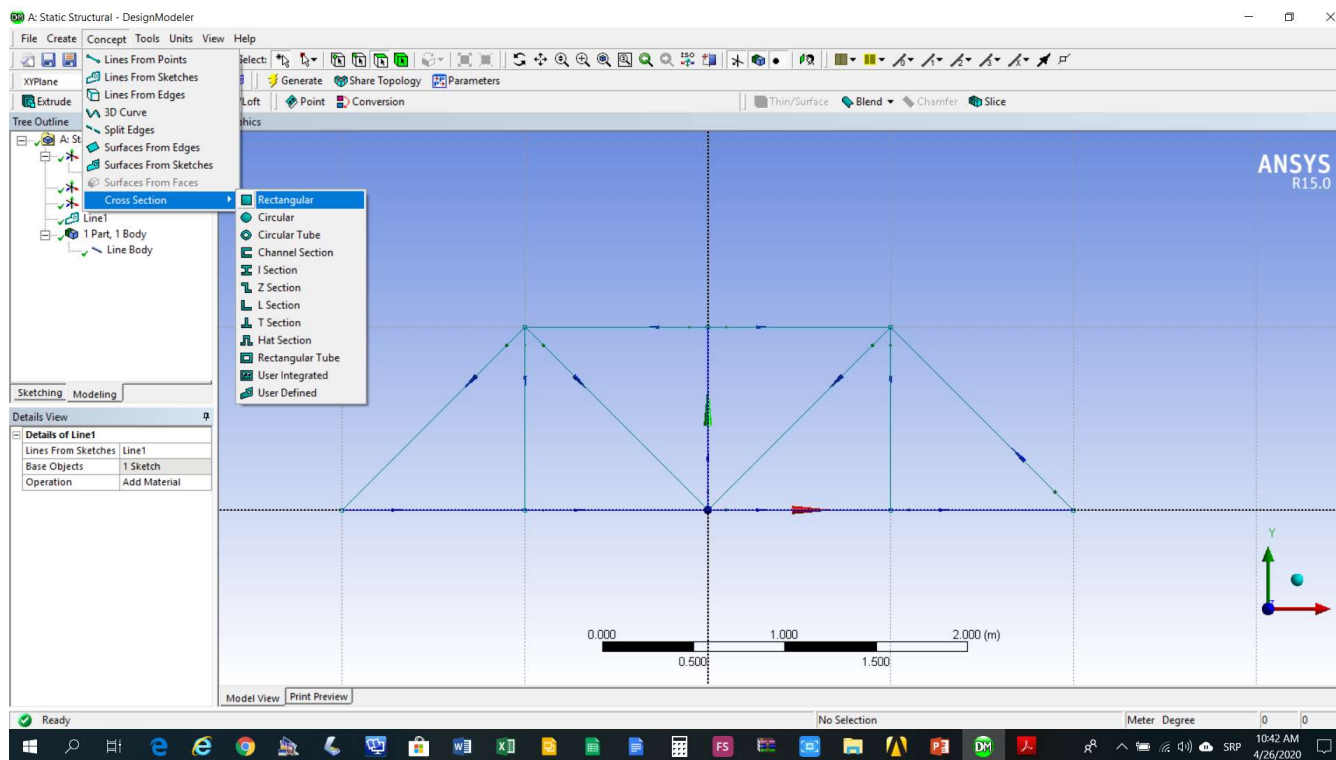 A: Static Structural - DesignModeler
File Create Concept Tools Units View Help
Select:
XYPlane
Generate Share Topology Parameters
Extrude /Loft Point Conversion Thin/Surface Blend Chamfer Slice
Lines From Points
Lines From Sketches
Lines From Edges
3D Curve
Split Edges
Surfaces From Edges
Surfaces From Sketches
Surfaces From Faces
Cross Section
Rectangular
Circular
Circular Tube
Channel Section
I Section
Z Section
L Section
T Section
Hat Section
Rectangular Tube
User Integrated
User Defined
Tree Outline
A: St
Line1
1 Part, 1 Body
Line Body
Sketching Modeling
Details View
Details of Line1
Lines From Sketches Line1
Base Objects 1 Sketch
Operation Add Material
phics
ANSYS
R15.0
Y
0.000 1.000 2.000 (m)
0.500 1.500
Model View Print Preview
Ready No Selection Meter Degree 0 0
FS DM SRP 10:42 AM
4/26/2020